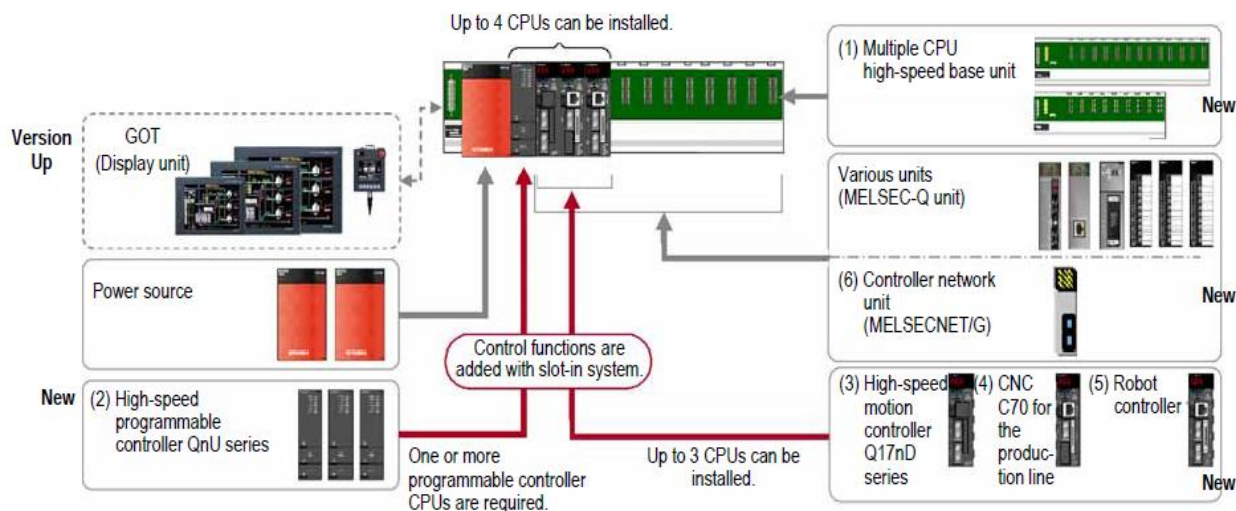 Up to 4 CPUs can be installed.
(1) Multiple CPU
high-speed base unit
New
Version
Up
GOT
(Display unit)
Various units
(MELSEC-Q unit)
Power source
(6) Controller network
unit
(MELSECNET/G)
New
Control functions are
added with slot-in system.
New
(2) High-speed
programmable
controller QnU series
One or more
programmable controller
CPUs are required.
Up to 3 CPUs can be
installed.
(3) High-speed
motion
controller
Q17nD
series
(4) CNC
C70 for
the
produc-
tion line
(5) Robot
controller
New